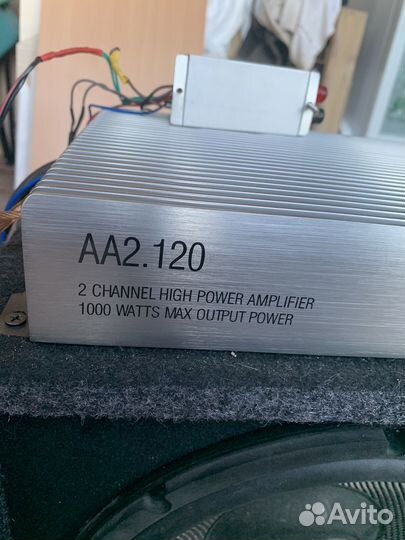 AA2.120
2 CHANNEL HIGH POWER AMPLIFIER
1000 WATTS MAX OUTPUT POWER
Avito